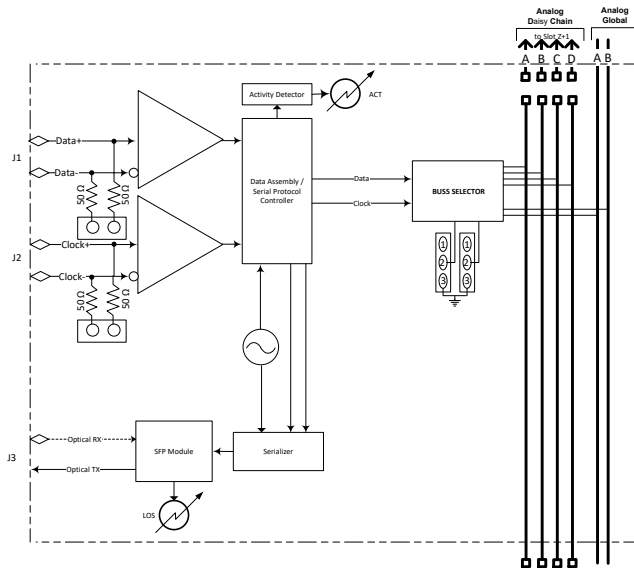 Analog
Daisy Chain
to Slot Z+1
Analog
Global
A B C D
A B
Activity Detector
ACT
J1
Data+
Data-
50 Ω
50 Ω
Data Assembly /
Serial Protocol
Controller
Data
Clock
BUSS SELECTOR
J2
Clock+
Clock-
50 Ω
50 Ω
1 1
2 2
3 3
J3
Optical RX
Optical TX
SFP Module
Serializer
LOS